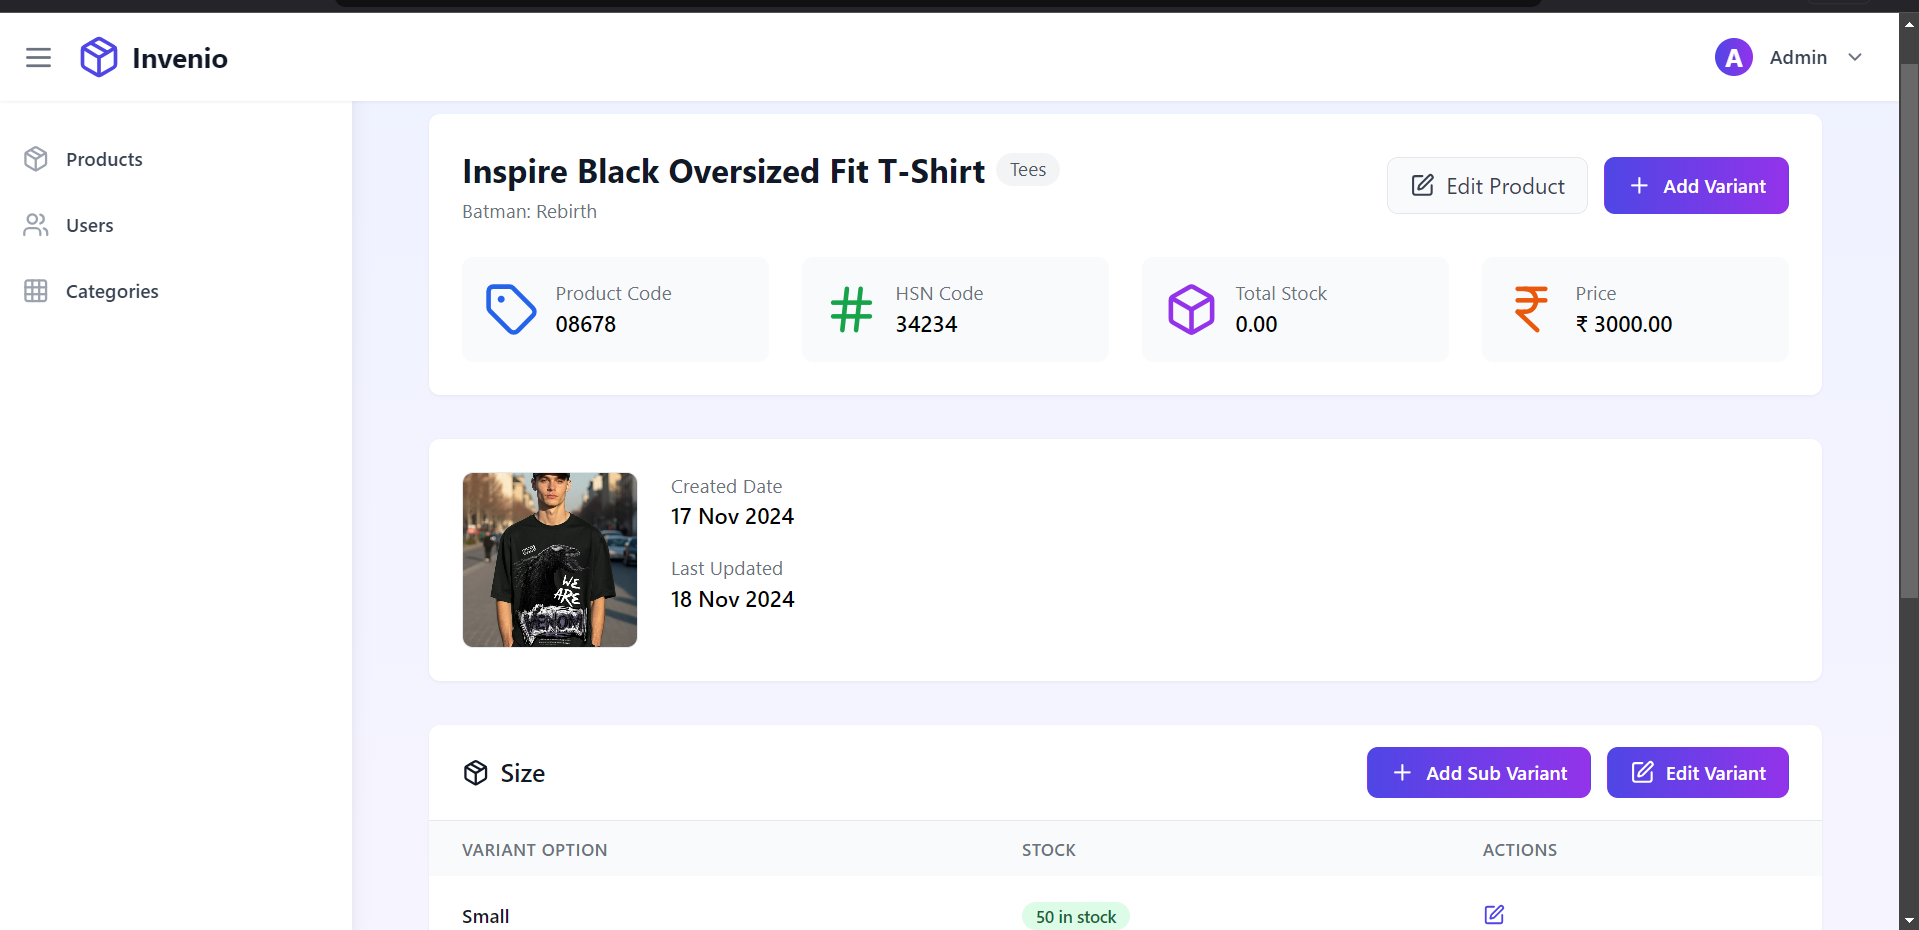 Invenio
A Admin
Products
Users
Categories
Inspire Black Oversized Fit T-Shirt Tees
Batman: Rebirth
Edit Product
+ Add Variant
Product Code
08678
HSN Code
34234
Total Stock
0.00
Price
₹ 3000.00
WE
ARE
VENOM
Created Date
17 Nov 2024
Last Updated
18 Nov 2024
Size
+ Add Sub Variant
Edit Variant
VARIANT OPTION STOCK ACTIONS
Small 50 in stock